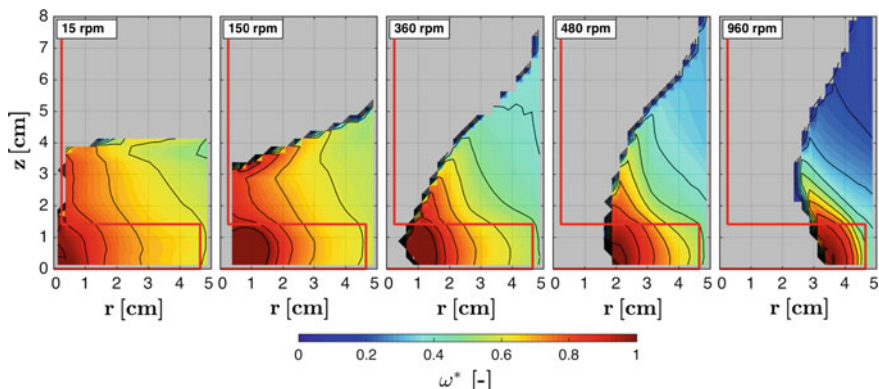 15 rpm
150 rpm
360 rpm
480 rpm
960 rpm
z [cm]
8
7
6
5
4
3
2
1
0
0 1 2 3 4 5
0 1 2 3 4 5
0 1 2 3 4 5
0 1 2 3 4 5
0 1 2 3 4 5
r [cm]
r [cm]
r [cm]
r [cm]
r [cm]
0 0.2 0.4 0.6 0.8 1
ω* [-]